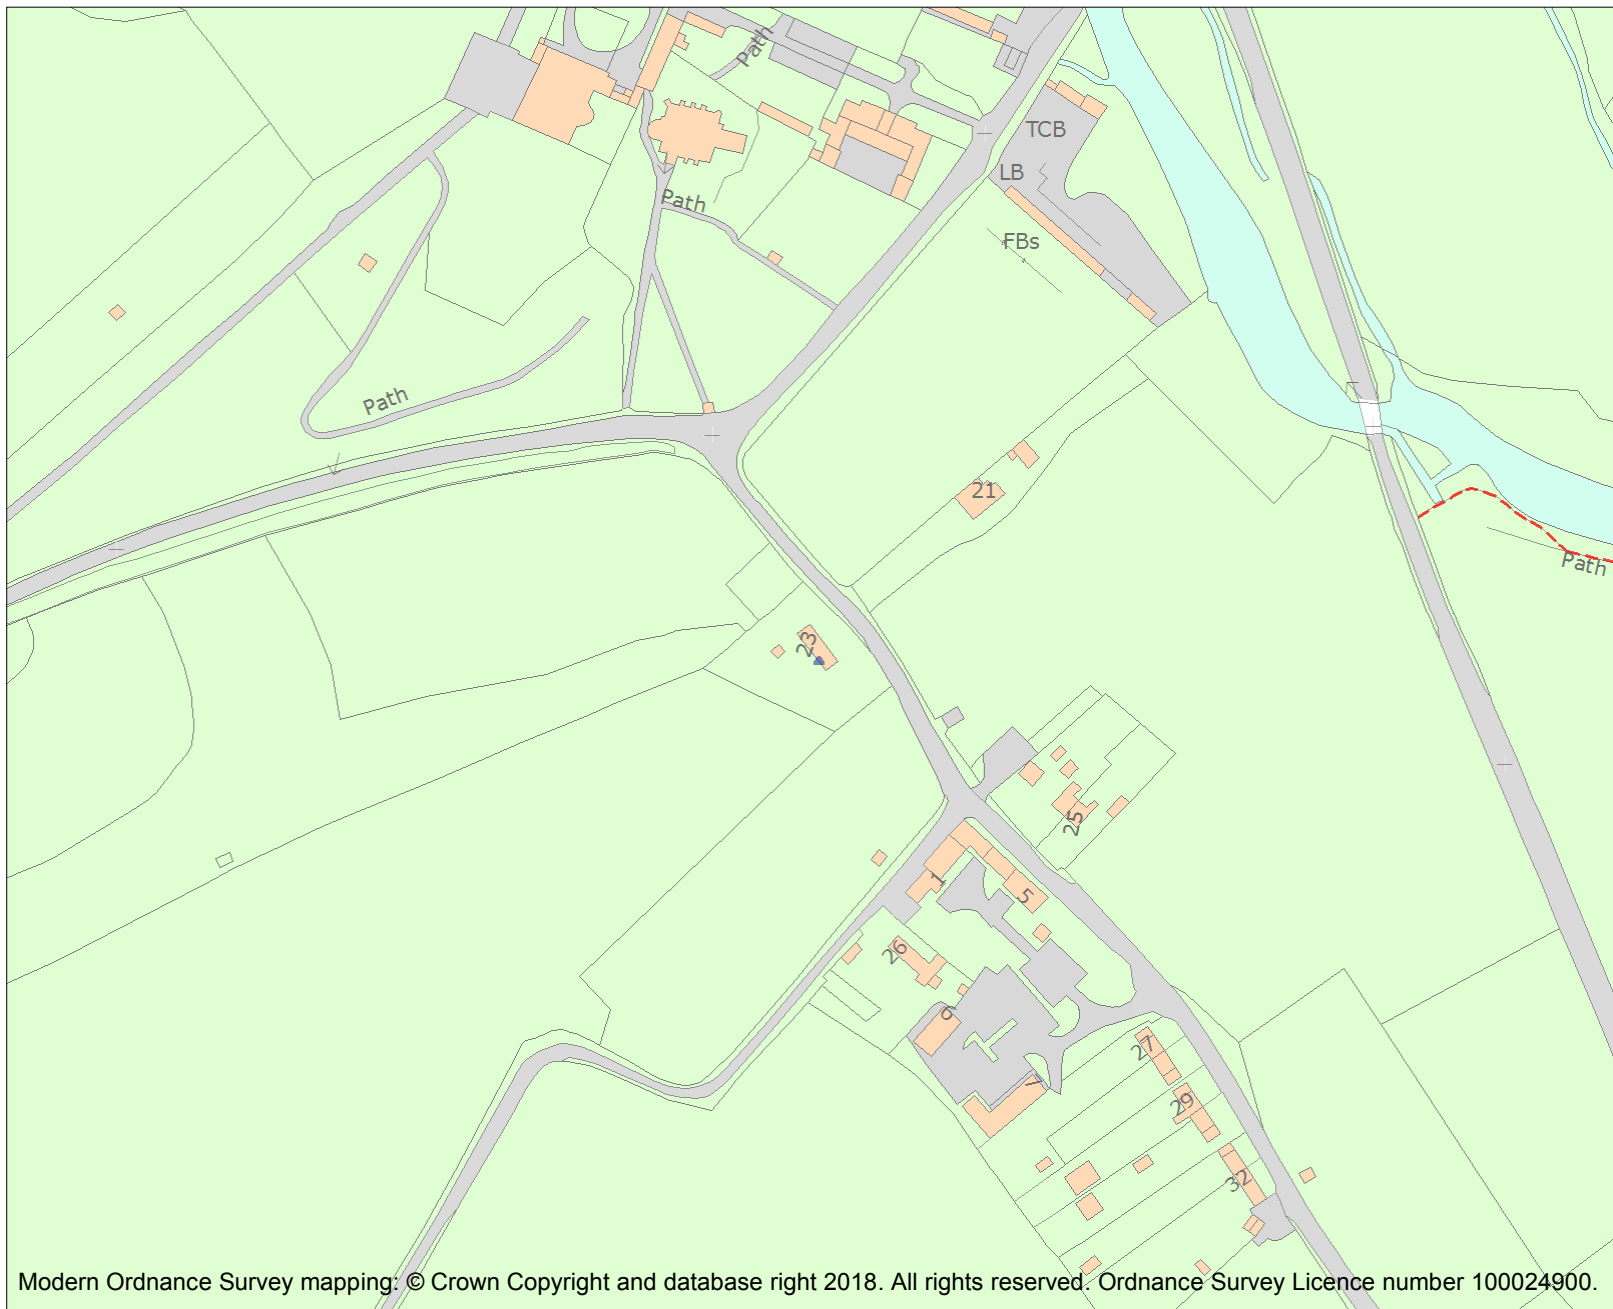 Path
TCB
LB
Path
FBs
Path
21
Path
23
25
1
5
26
6
27
7
29
32
Modern Ordnance Survey mapping: © Crown Copyright and database right 2018. All rights reserved. Ordnance Survey Licence number 100024900.